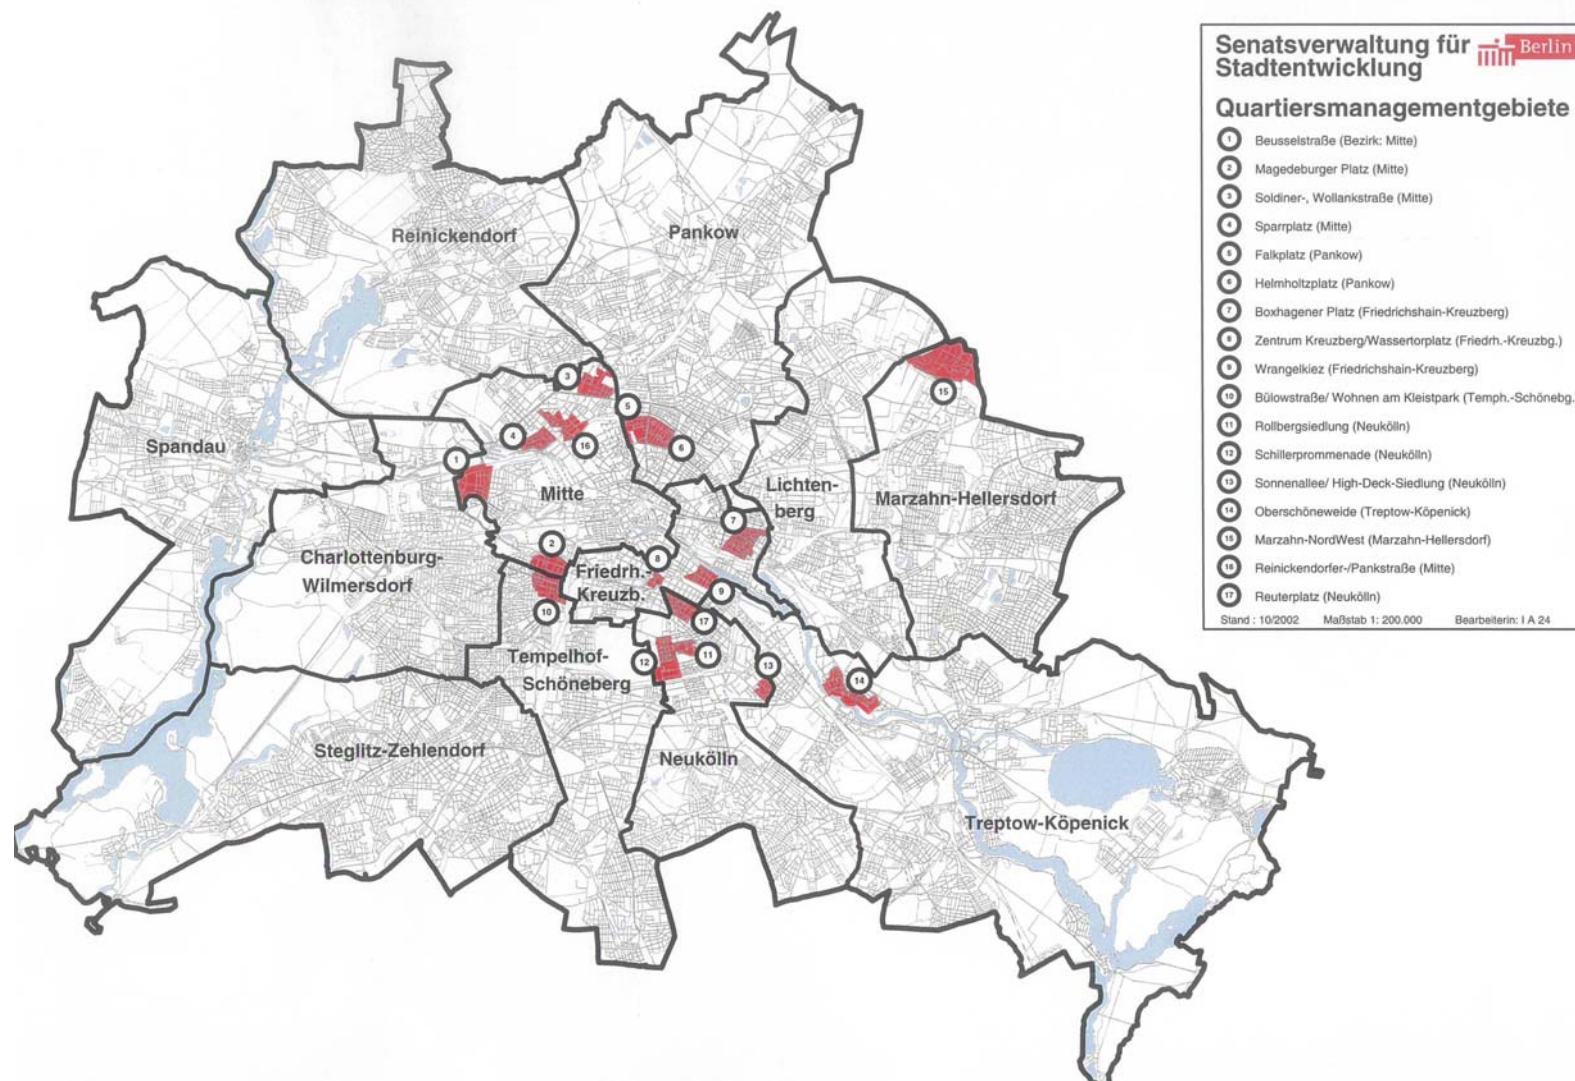 Senatsverwaltung für
Stadtentwicklung
Berlin
Quartiersmanagementgebiete
1 Beusselstraße (Bezirk: Mitte)
2 Magedeburger Platz (Mitte)
3 Soldiner-, Wollankstraße (Mitte)
4 Sparrplatz (Mitte)
5 Falkplatz (Pankow)
6 Helmholtzplatz (Pankow)
7 Boxhagener Platz (Friedrichshain-Kreuzberg)
8 Zentrum Kreuzberg/Wassertorplatz (Friedrh.-Kreuzbg.)
9 Wrangelkiez (Friedrichshain-Kreuzberg)
10 Bülowstraße/ Wohnen am Kleistpark (Temph.-Schönebg.
11 Rollbergsiedlung (Neukölln)
12 Schillerprommenade (Neukölln)
13 Sonnenallee/ High-Deck-Siedlung (Neukölln)
14 Oberschöneweide (Treptow-Köpenick)
15 Marzahn-NordWest (Marzahn-Hellersdorf)
16 Reinickendorfer-/Pankstraße (Mitte)
17 Reuterplatz (Neukölln)
Stand : 10/2002 Maßstab 1: 200.000 Bearbeiterin: I A 24
Reinickendorf
Pankow
3
15
5
4
16
6
Spandau
1
Mitte
Lichten-
berg
Marzahn-Hellersdorf
7
2
8
Charlottenburg-
Wilmersdorf
Friedrh.-
Kreuzb.
9
10
17
Tempelhof-
Schöneberg
12
11
13
14
Steglitz-Zehlendorf
Neukölln
Treptow-Köpenick